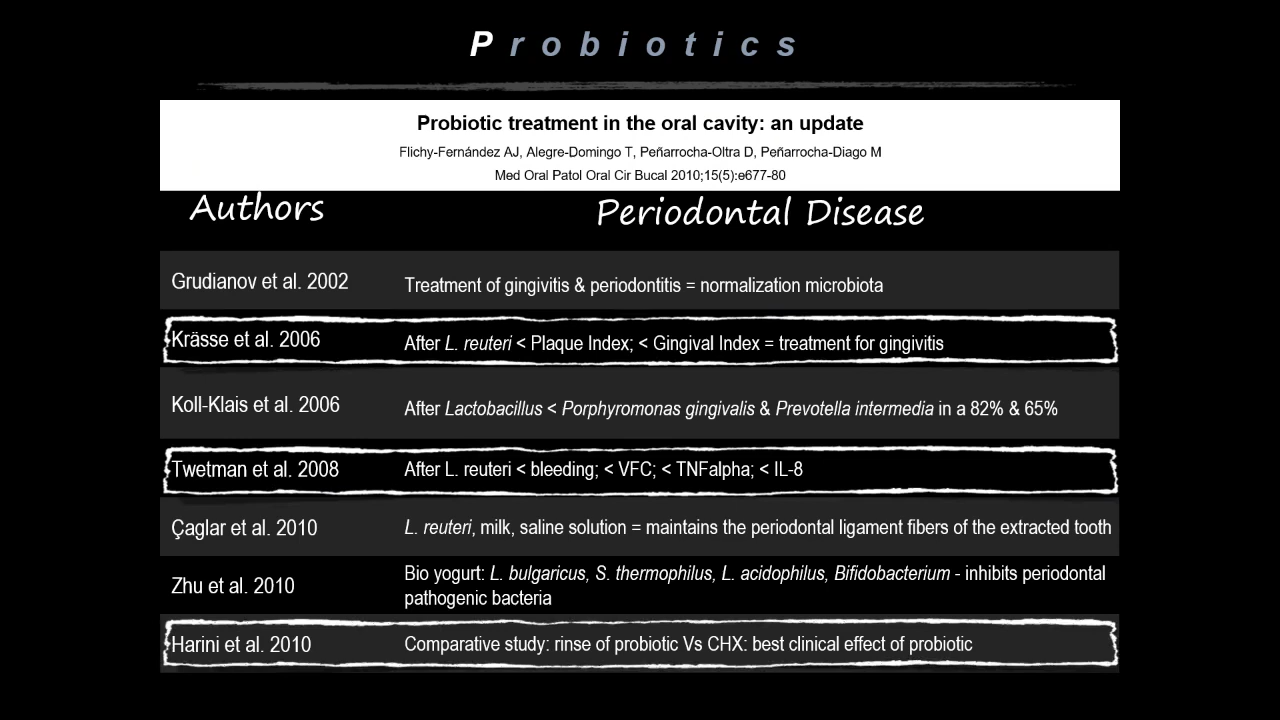 Probiotics
Probiotic treatment in the oral cavity: an update
Flichy-Fernández AJ, Alegre-Domingo T, Peñarrocha-Oltra D, Peñarrocha-Diago M
Med Oral Patol Oral Cir Bucal 2010;15(5):e677-80
Authors Periodontal Disease
Grudianov et al. 2002 Treatment of gingivitis & periodontitis = normalization microbiota
Krässe et al. 2006 After L. reuteri < Plaque Index; < Gingival Index = treatment for gingivitis
Koll-Klais et al. 2006 After Lactobacillus < Porphyromonas gingivalis & Prevotella intermedia in a 82% & 65%
Twetman et al. 2008 After L. reuteri < bleeding; < VFC; < TNFalpha; < IL-8
Çaglar et al. 2010 L. reuteri, milk, saline solution = maintains the periodontal ligament fibers of the extracted tooth
Zhu et al. 2010 Bio yogurt: L. bulgaricus, S. thermophilus, L. acidophilus, Bifidobacterium - inhibits periodontal
pathogenic bacteria
Harini et al. 2010 Comparative study: rinse of probiotic Vs CHX: best clinical effect of probiotic